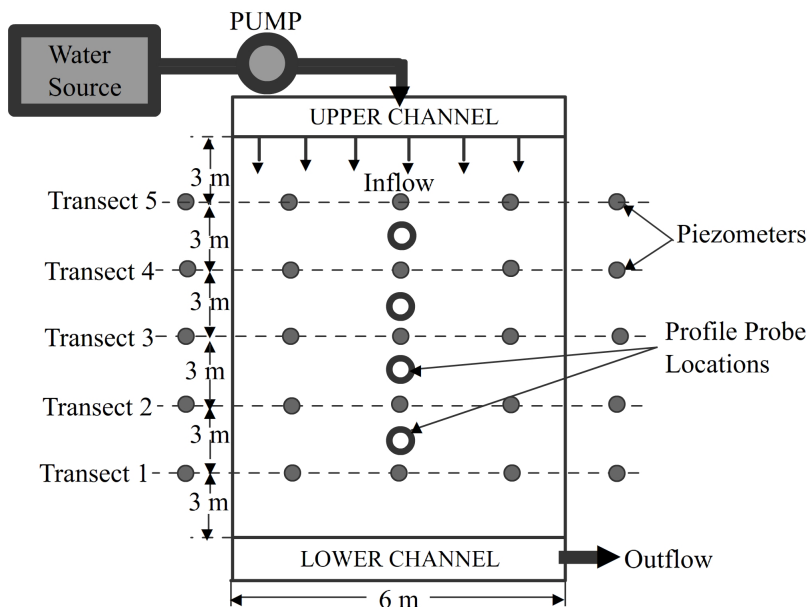 PUMP
Water
Source
UPPER CHANNEL
3 m
Inflow
Transect 5
3 m
Piezometers
Transect 4
3 m
Transect 3
Profile Probe
Locations
3 m
Transect 2
3 m
Transect 1
3 m
LOWER CHANNEL
Outflow
6 m